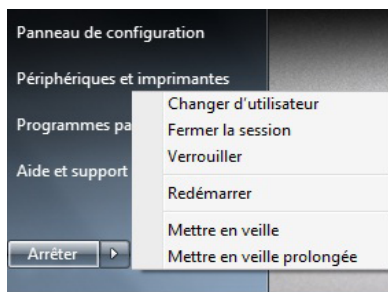 Panneau de configuration
Périphériques et imprimantes
Programmes pa
Aide et support
Changer d'utilisateur
Fermer la session
Verrouiller
Redémarrer
Mettre en veille
Mettre en veille prolongée
Arrêter